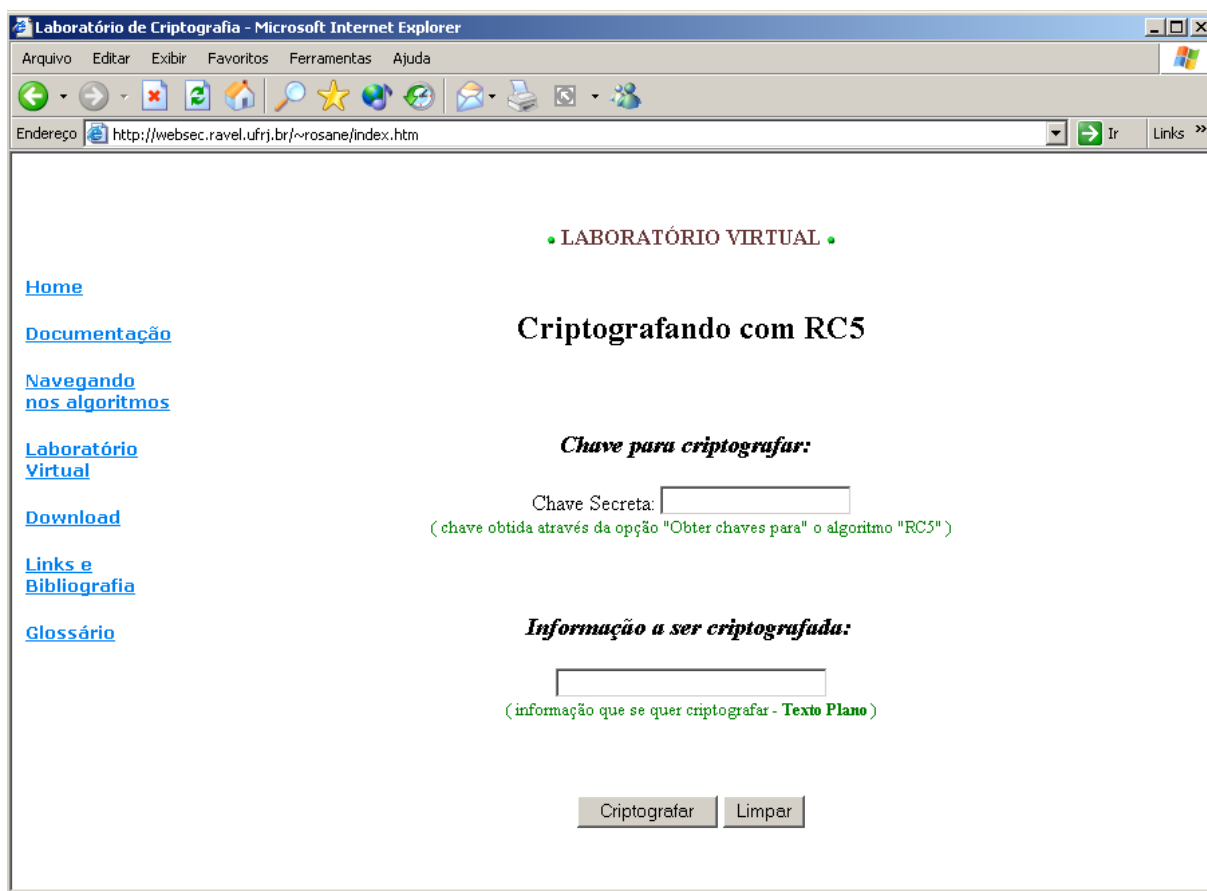 Laboratório de Criptografia - Microsoft Internet Explorer
Arquivo Editar Exibir Favoritos Ferramentas Ajuda
Endereço http://websec.ravel.ufrj.br/~rosane/index.htm Ir Links »
• LABORATÓRIO VIRTUAL •
Home
Documentação
Navegando
nos algoritmos
Laboratório
Virtual
Download
Links e
Bibliografia
Glossário
Criptografando com RC5
Chave para criptografar:
Chave Secreta:
( chave obtida através da opção "Obter chaves para" o algoritmo "RC5" )
Informação a ser criptografada:
( informação que se quer criptografar - Texto Plano )
Criptografar Limpar